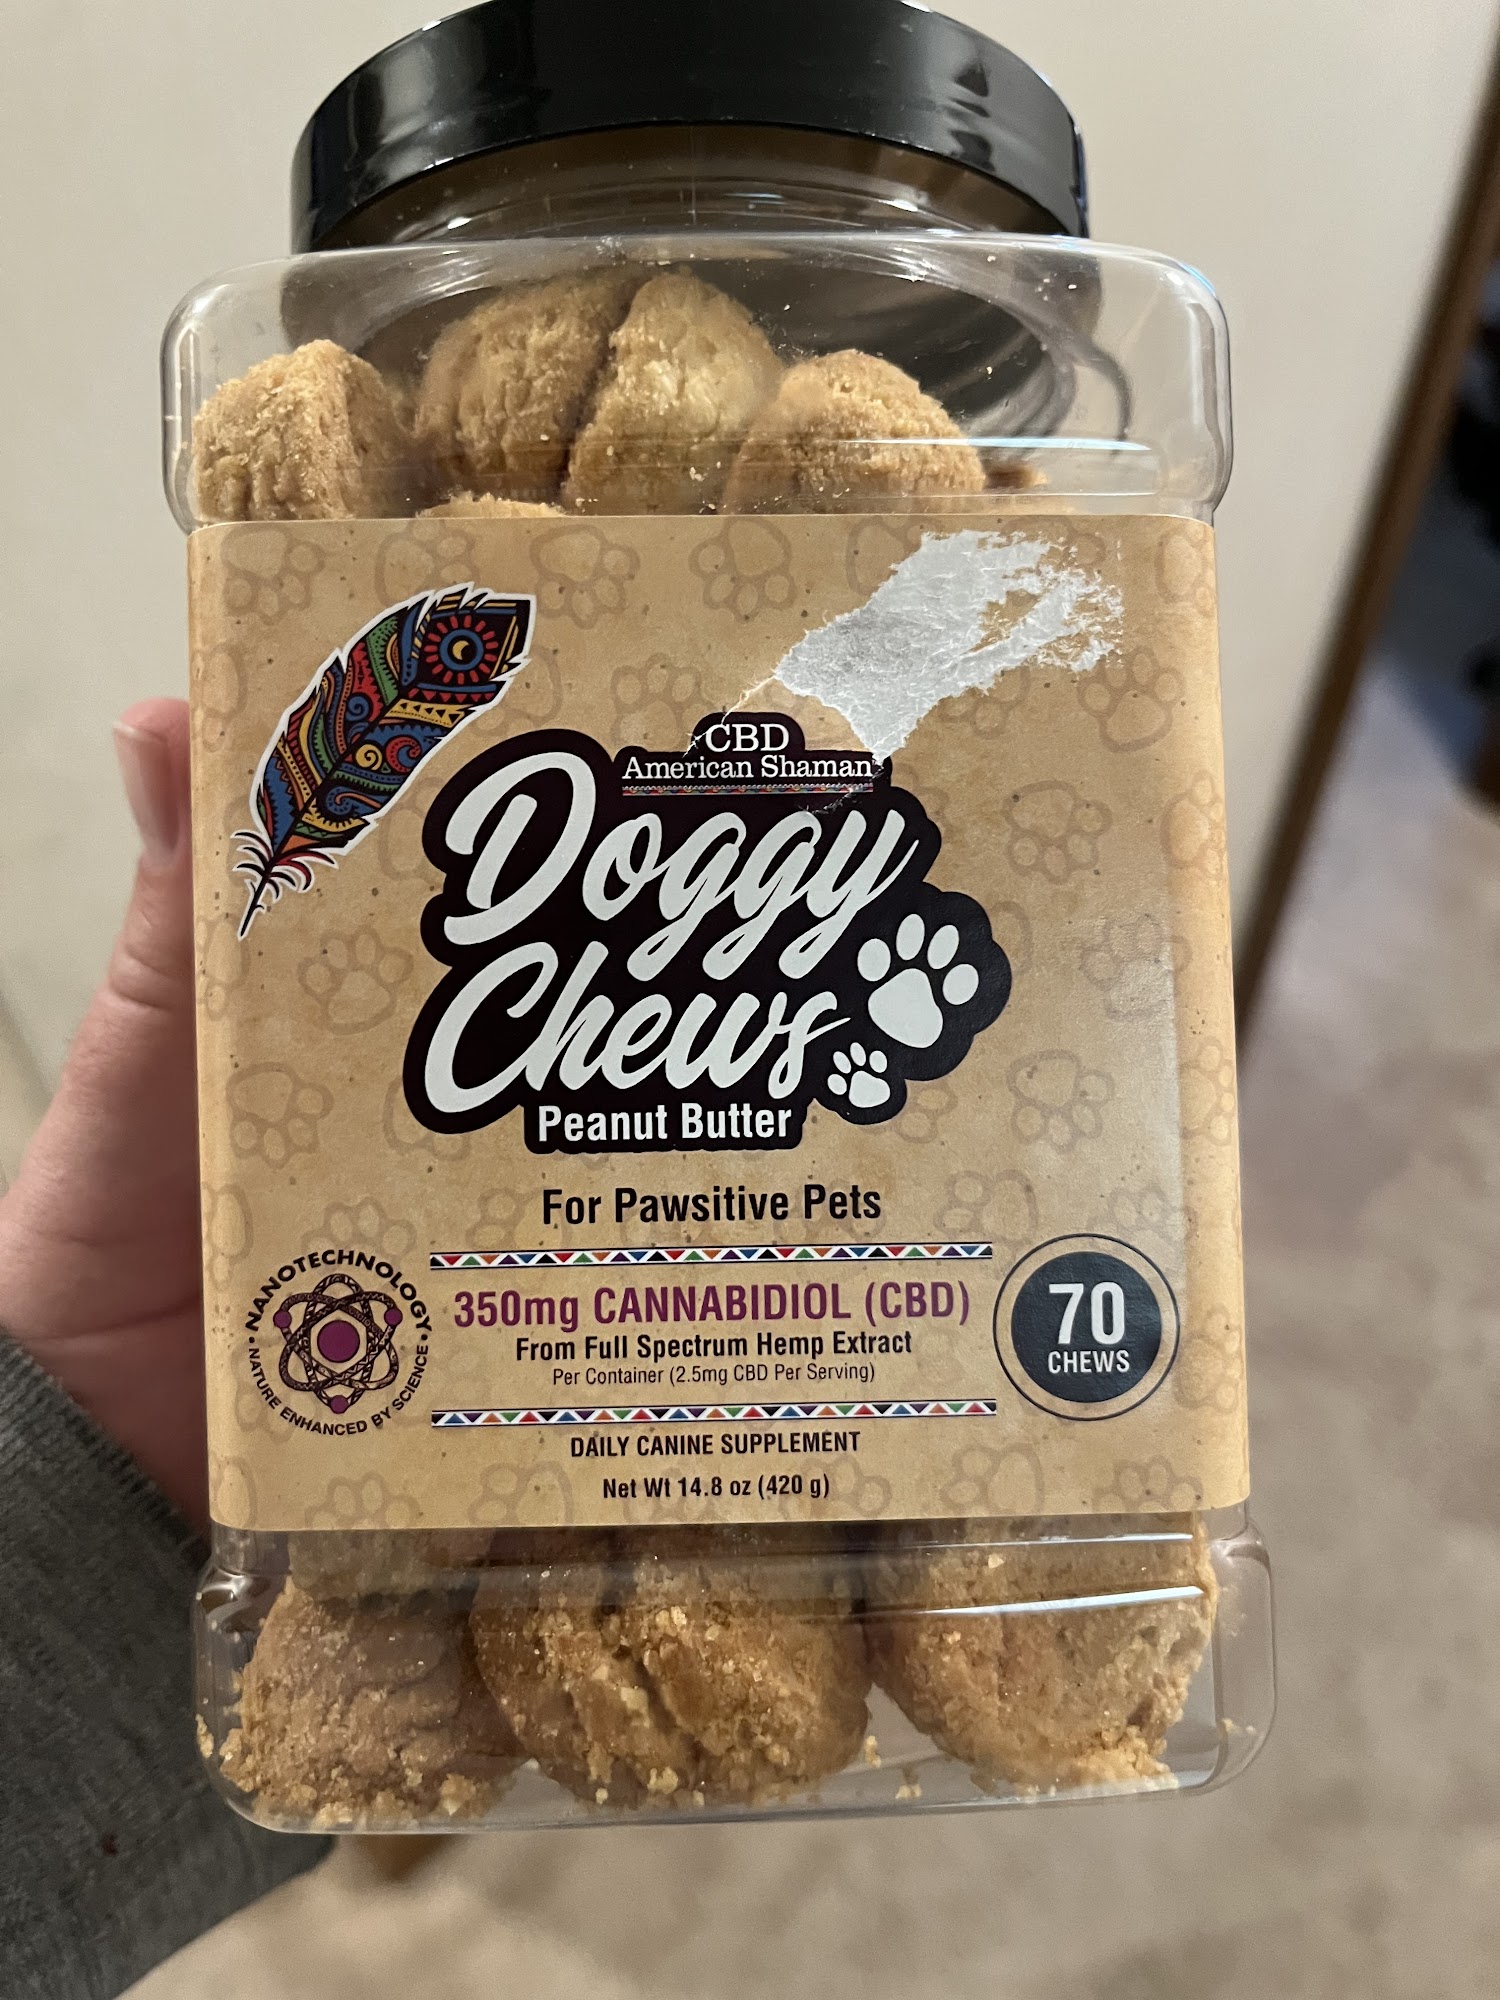 CBD
American Shaman
Doggy
Chews
Peanut Butter
For Pawsitive Pets
NANOTECHNOLOGY
• NATURE ENHANCED BY SCIENCE •
350mg CANNABIDIOL (CBD)
From Full Spectrum Hemp Extract
Per Container (2.5mg CBD Per Serving)
70
CHEWS
DAILY CANINE SUPPLEMENT
Net Wt 14.8 oz (420 g)